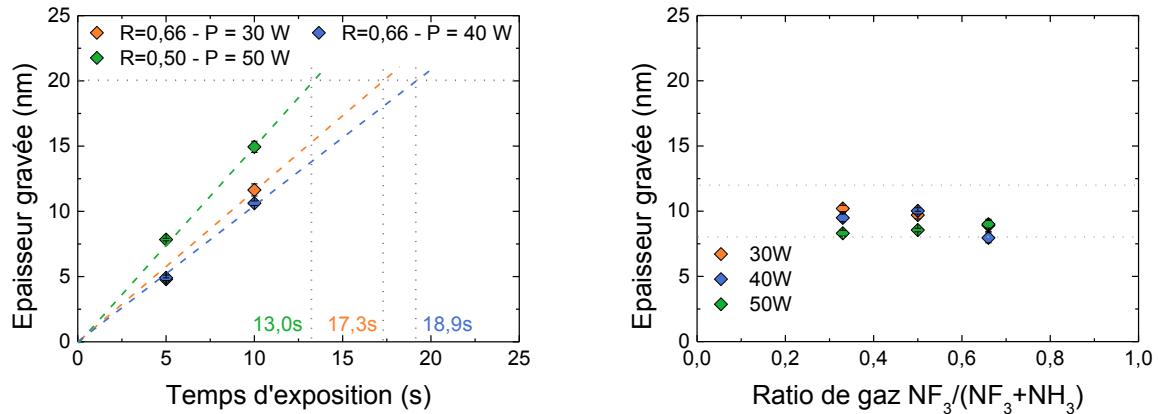 25
20
15
10
5
0
Epaisseur gravée (nm)
R=0,66 - P = 30 W
R=0,66 - P = 40 W
R=0,50 - P = 50 W
13,0s
17,3s
18,9s
0
5
10
15
20
25
Temps d'exposition (s)
25
20
15
10
5
0
Epaisseur gravée (nm)
30W
40W
50W
0,0
0,2
0,4
0,6
0,8
1,0
Ratio de gaz NF₃/(NF₃+NH₃)